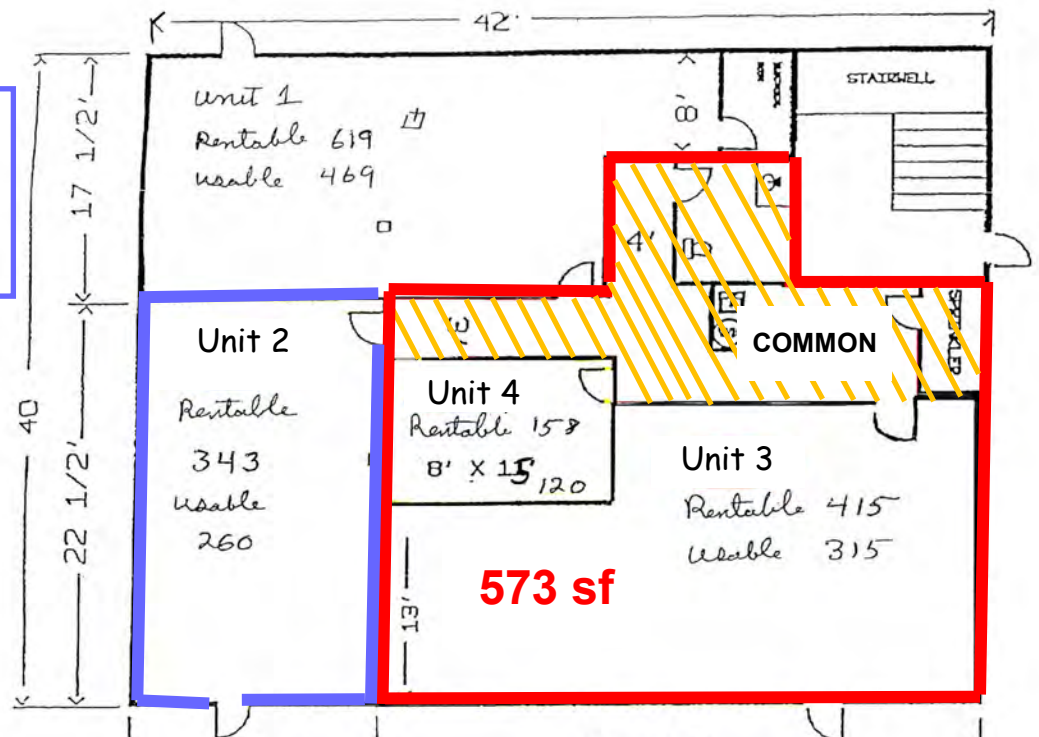 42'
17 1/2'
40
22 1/2'
unit 1
Rentable 619
usable 469
8'
STAIRWELL
4'
Unit 2
Rentable
343
usable
260
3'
COMMON
SPRINKLER
Unit 4
Rentable 158
8' X 15
120
Unit 3
Rentable 415
usable 315
13'
573 sf